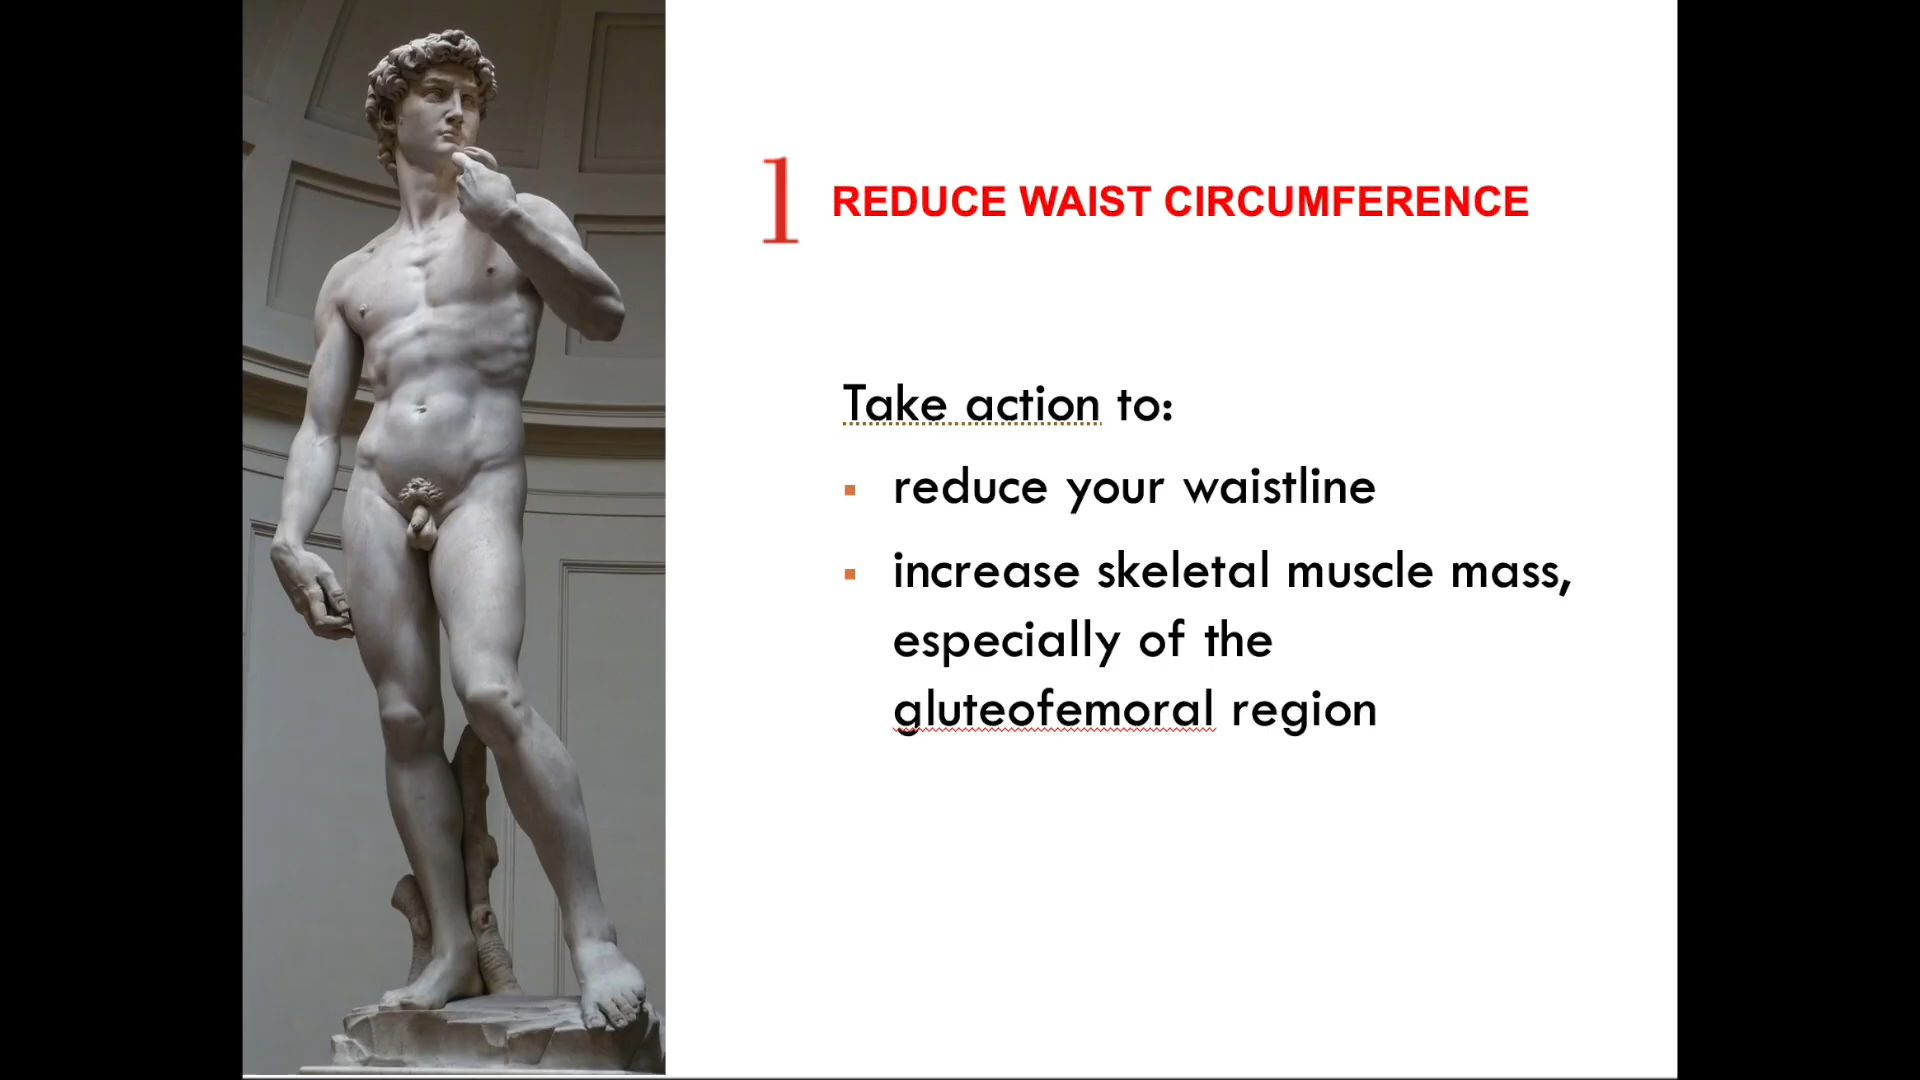 1 REDUCE WAIST CIRCUMFERENCE
Take action to:
▪ reduce your waistline
▪ increase skeletal muscle mass,
especially of the
gluteofemoral region